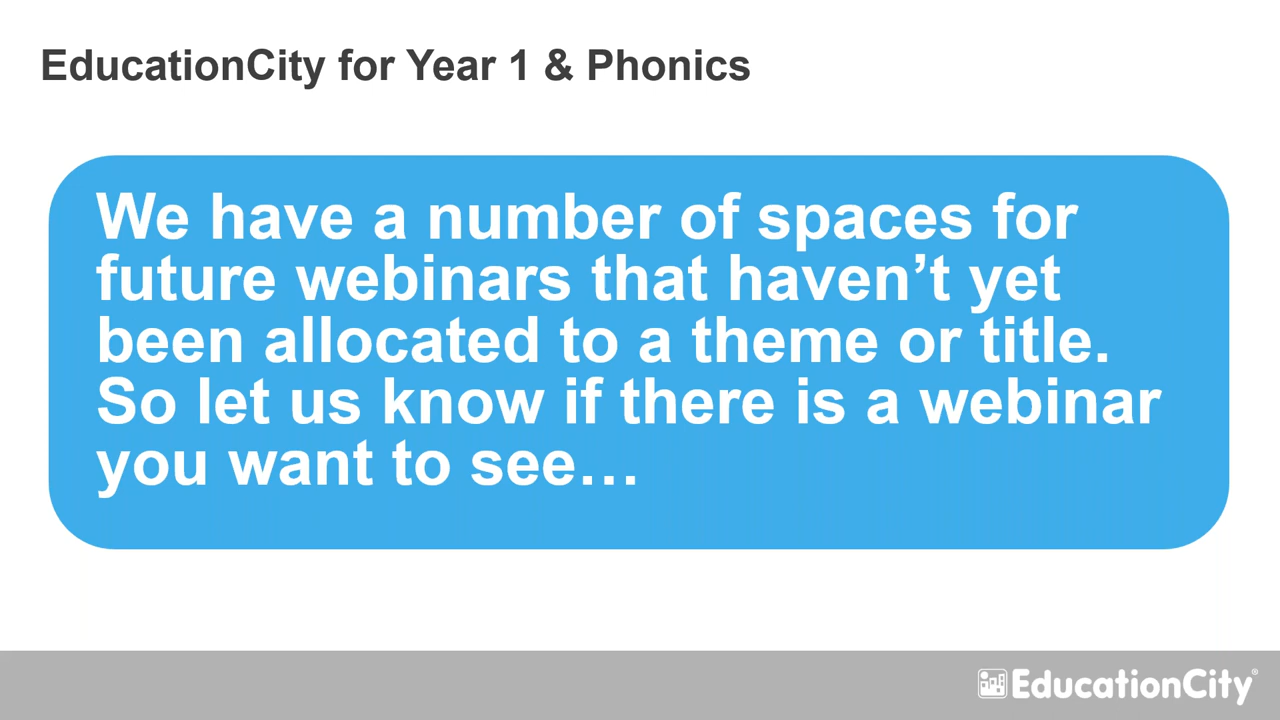 EducationCity for Year 1 & Phonics
We have a number of spaces for
future webinars that haven’t yet
been allocated to a theme or title.
So let us know if there is a webinar
you want to see…
EducationCity®